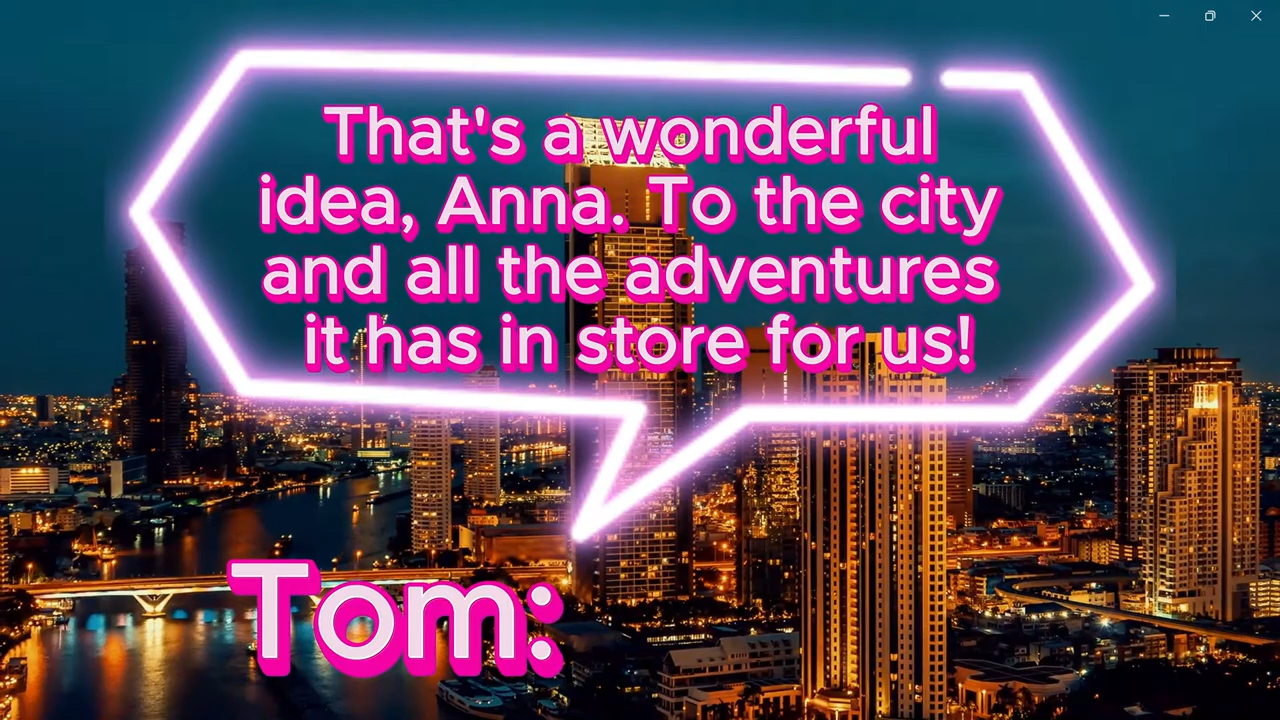 That's a wonderful
idea, Anna. To the city
and all the adventures
it has in store for us!
Tom: